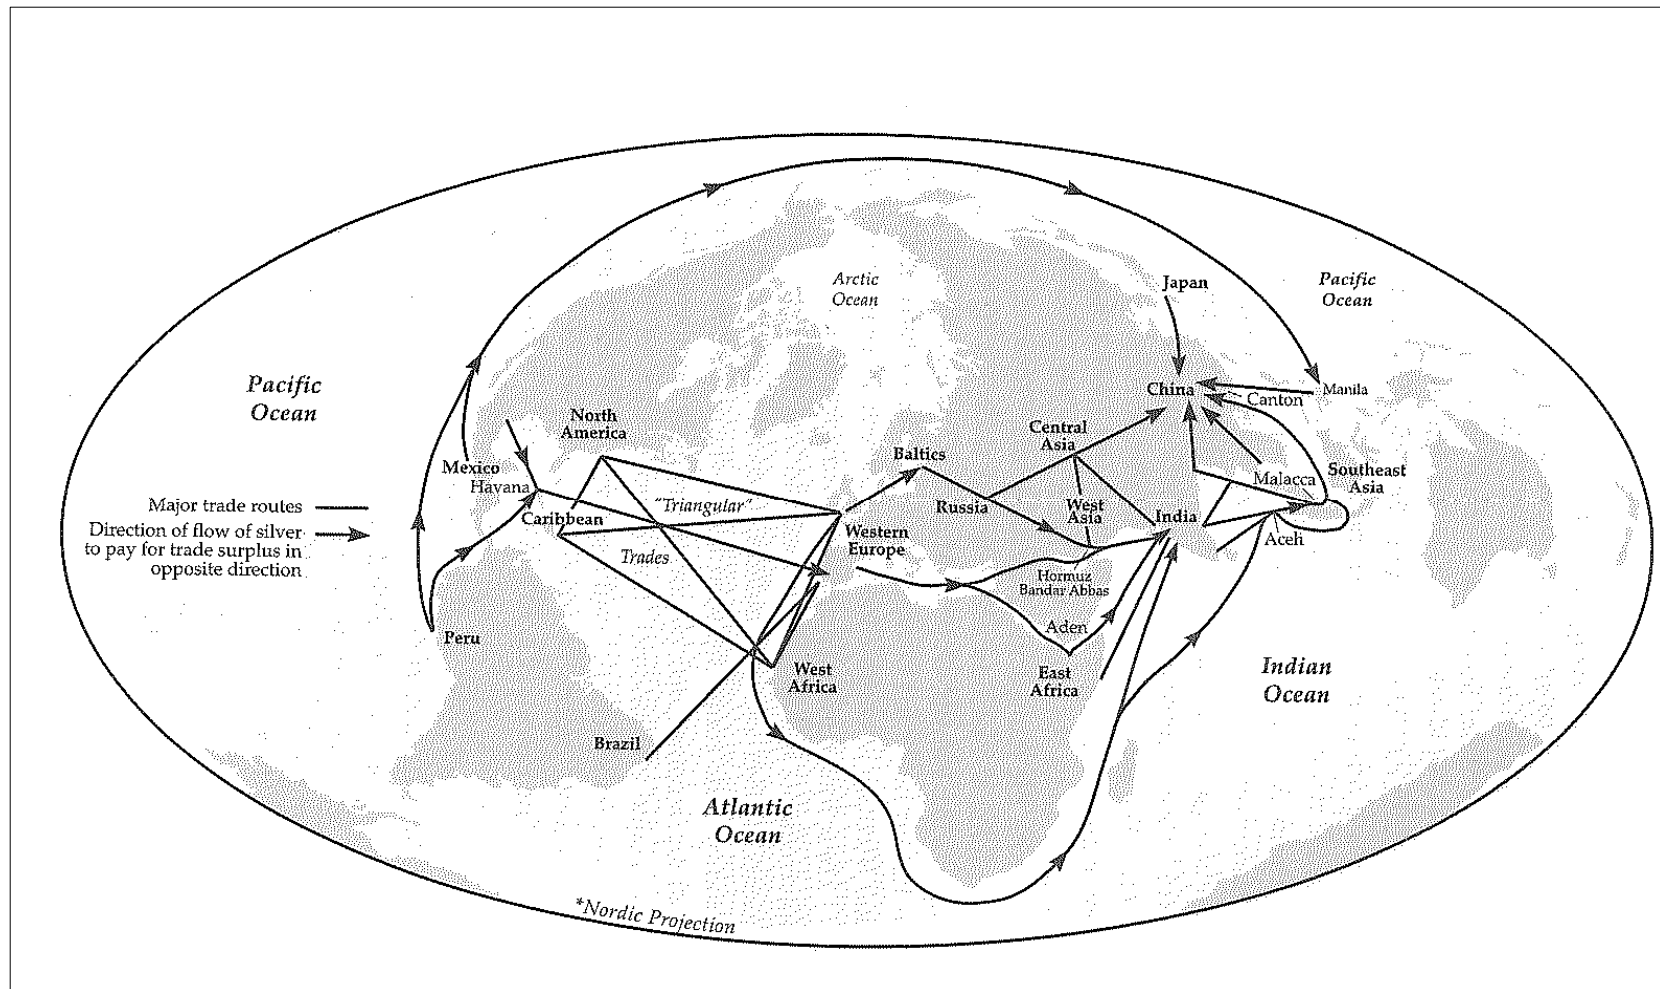 Arctic
Ocean
Japan
Pacific
Ocean
Pacific
Ocean
China
Canton
Manila
North
America
Central
Asia
Baltics
Mexico
Havana
Malacca
Southeast
Asia
Major trade routes
Direction of flow of silver
to pay for trade surplus in
opposite direction
Caribbean
"Triangular"
Trades
Russia
West
Asia
India
Western
Europe
Aceh
Hormuz
Bandar Abbas
Aden
Peru
West
Africa
East
Africa
Indian
Ocean
Brazil
Atlantic
Ocean
*Nordic Projection